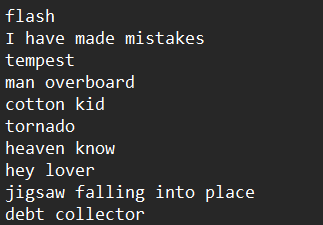 flash
I have made mistakes
tempest
man overboard
cotton kid
tornado
heaven know
hey lover
jigsaw falling into place
debt collector